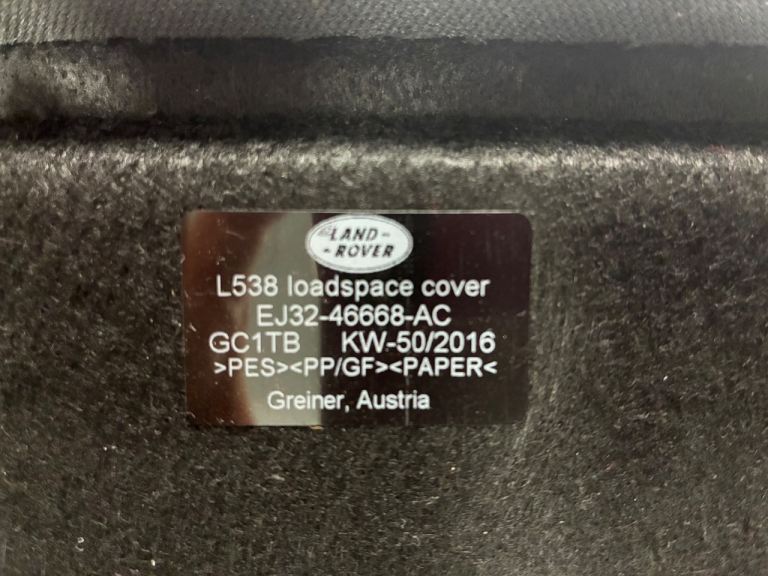 LAND-
-ROVER
L538 loadspace cover
EJ32-46668-AC
GC1TB KW-50/2016
>PES><PP/GF><PAPER<
Greiner, Austria